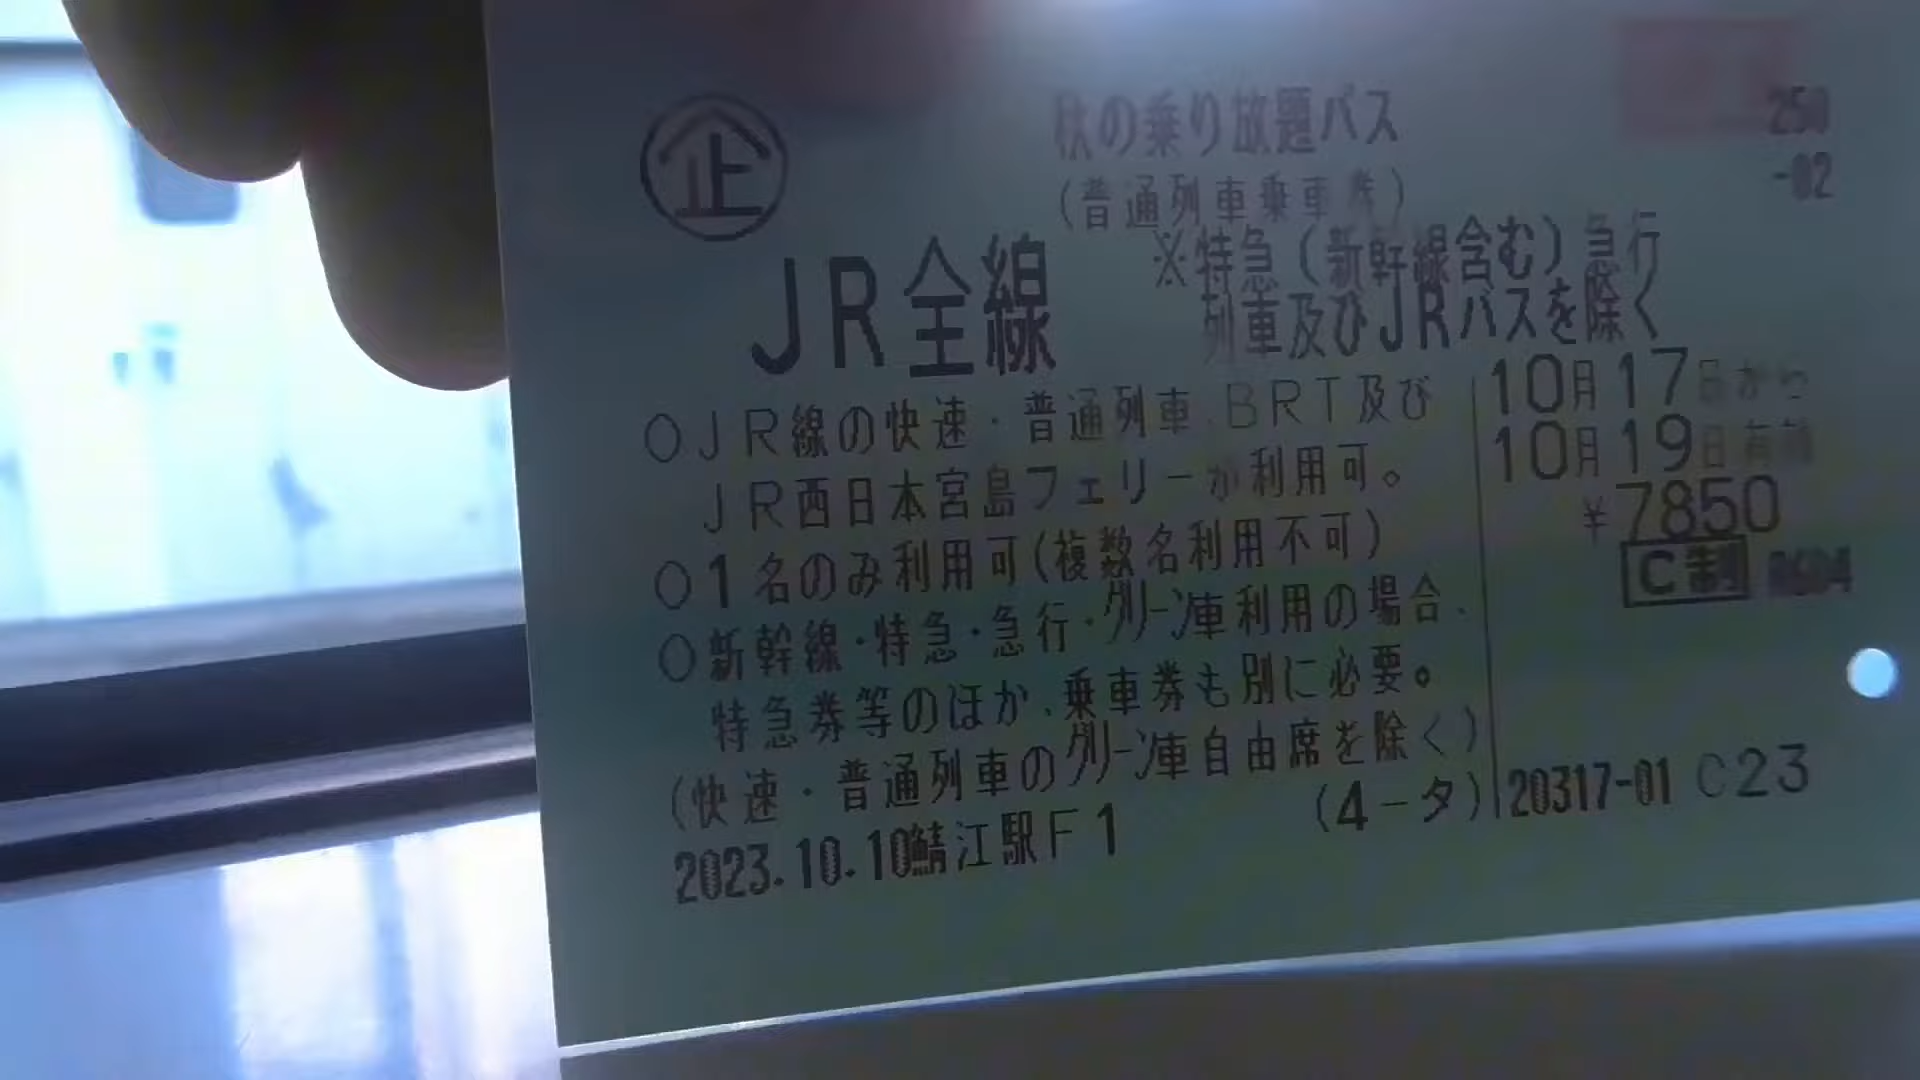 企
秋の乗り放題パス
250
-02
(普通列車乗車券)
JR全線
※特急(新幹線含む)急行
列車及びJRバスを除く
○JR線の快速・普通列車、BRT及び
JR西日本宮島フェリーが利用可。
○1名のみ利用可(複数名利用不可)
○新幹線・特急・急行・グリーン車利用の場合、
特急券等のほか、乗車券も別に必要。
(快速・普通列車のグリーン車自由席を除く)
10月17日から
10月19日有効
¥7850
C制
2023.10.10鯖江駅F1
(4-タ)
20317-01 C23